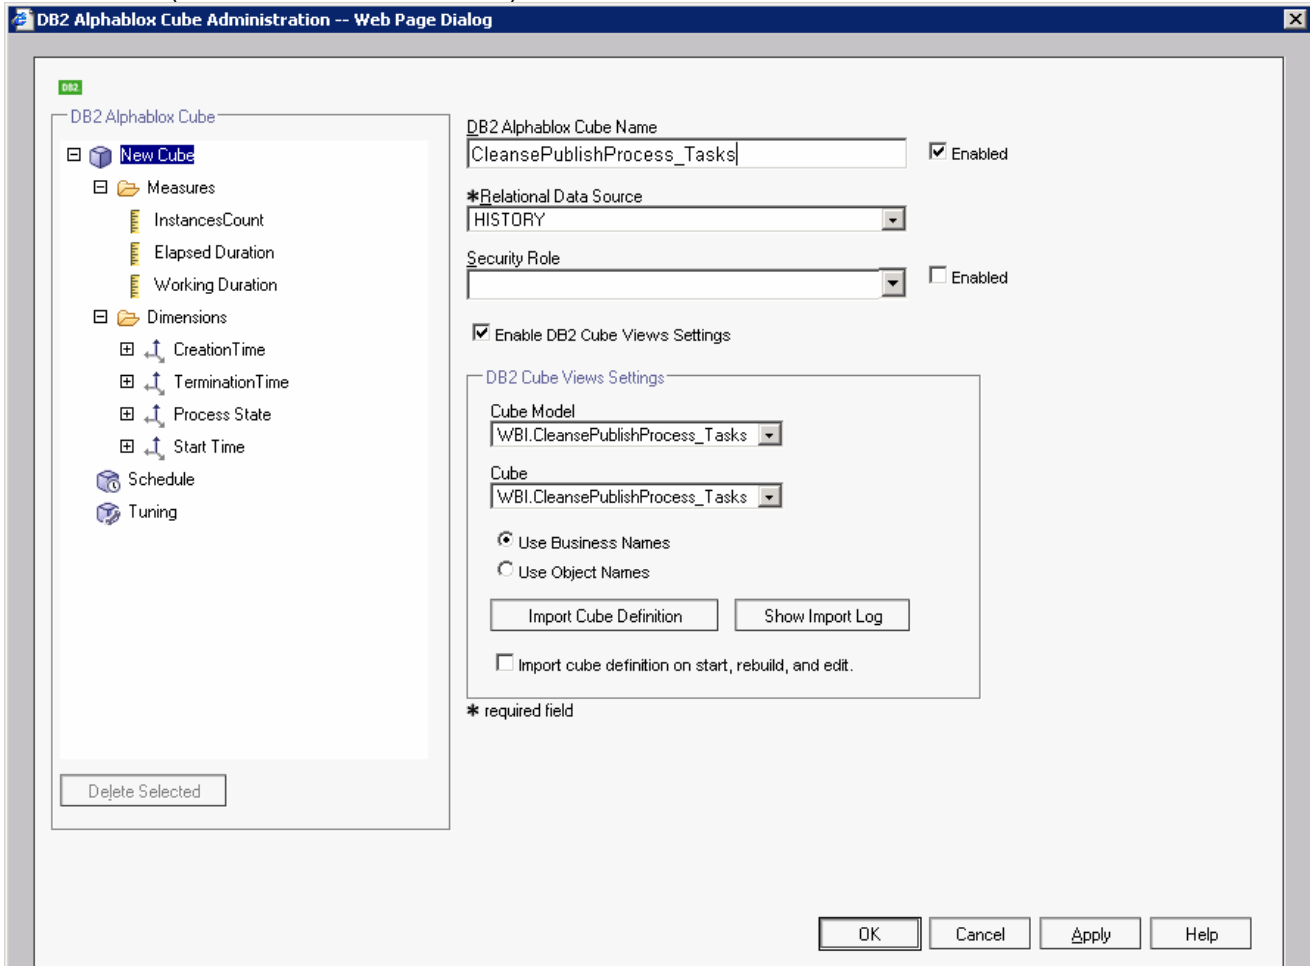 DB2 Alphablox Cube Administration -- Web Page Dialog
DB2
DB2 Alphablox Cube
New Cube
Measures
InstancesCount
Elapsed Duration
Working Duration
Dimensions
CreationTime
TerminationTime
Process State
Start Time
Schedule
Tuning
Delete Selected
DB2 Alphablox Cube Name
CleansePublishProcess_Tasks
Enabled
*Relational Data Source
HISTORY
Security Role
Enabled
Enable DB2 Cube Views Settings
DB2 Cube Views Settings
Cube Model
WBI.CleansePublishProcess_Tasks
Cube
WBI.CleansePublishProcess_Tasks
Use Business Names
Use Object Names
Import Cube Definition
Show Import Log
Import cube definition on start, rebuild, and edit.
* required field
OK
Cancel
Apply
Help